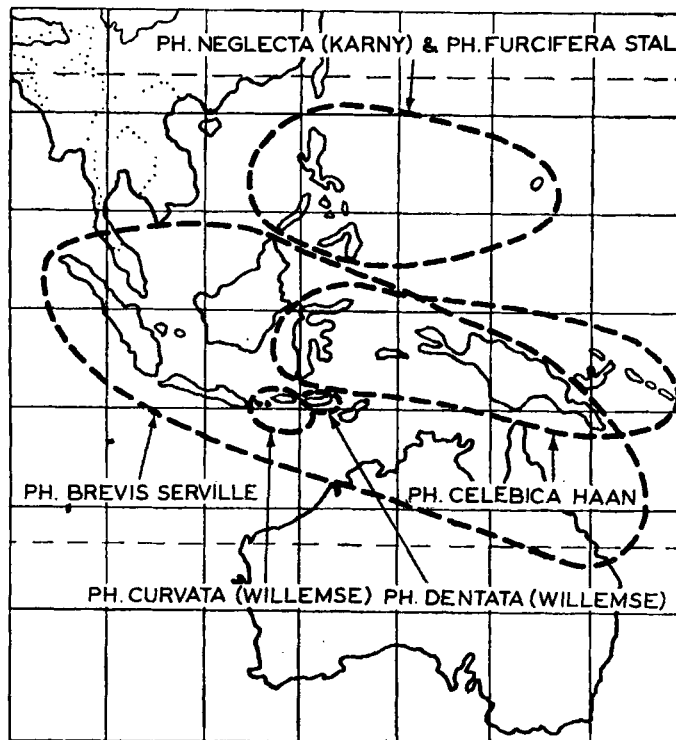 PH. NEGLECTA (KARNY) & PH. FURCIFERA STAL
PH. BREVIS SERVILLE
PH. CELEBICA HAAN
PH. CURVATA (WILLEMSE)
PH. DENTATA (WILLEMSE)